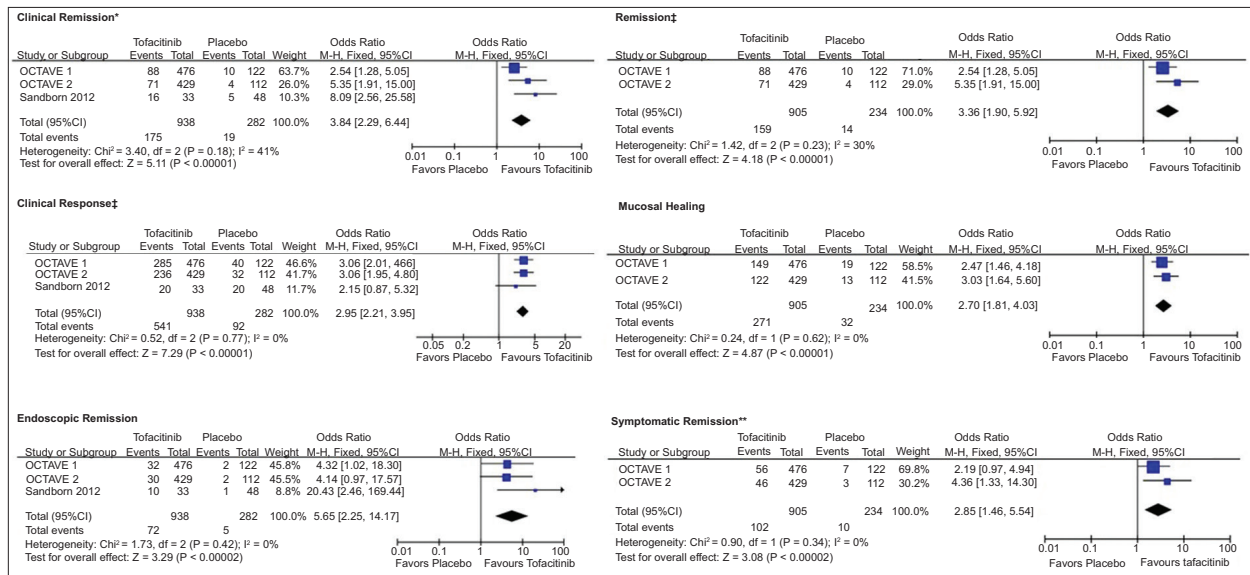 Clinical Remission*
Tofacitinib Placebo Odds Ratio Odds Ratio
Study or Subgroup Events Total Events Total Weight M-H, Fixed, 95%CI M-H, Fixed, 95%CI
OCTAVE 1 88 476 10 122 63.7% 2.54 [1.28, 5.05]
OCTAVE 2 71 429 4 112 26.0% 5.35 [1.91, 15.00]
Sandborn 2012 16 33 5 48 10.3% 8.09 [2.56, 25.58]
Total (95%CI) 938 282 100.0% 3.84 [2.29, 6.44]
Total events 175 19
Heterogeneity: Chi² = 3.40, df = 2 (P = 0.18); I² = 41%
Test for overall effect: Z = 5.11 (P < 0.00001)
0.01 0.1 1 10 100
Favors Placebo Favours Tofacitinib
Remission‡
Tofacitinib Placebo Odds Ratio Odds Ratio
Study or Subgroup Events Total Events Total Weight M-H, Fixed, 95%CI M-H, Fixed, 95%CI
OCTAVE 1 88 476 10 122 71.0% 2.54 [1.28, 5.05]
OCTAVE 2 71 429 4 112 29.0% 5.35 [1.91, 15.00]
Total (95%CI) 905 234 100.0% 3.36 [1.90, 5.92]
Total events 159 14
Heterogeneity: Chi² = 1.42, df = 2 (P = 0.23); I² = 30%
Test for overall effect: Z = 4.18 (P < 0.00001)
0.01 0.1 1 10 100
Favors Placebo Favours Tofacitinib
Clinical Response‡
Tofacitinib Placebo Odds Ratio Odds Ratio
Study or Subgroup Events Total Events Total Weight M-H, Fixed, 95%CI M-H, Fixed, 95%CI
OCTAVE 1 285 476 40 122 46.6% 3.06 [2.01, 466]
OCTAVE 2 236 429 32 112 41.7% 3.06 [1.95, 4.80]
Sandborn 2012 20 33 20 48 11.7% 2.15 [0.87, 5.32]
Total (95%CI) 938 282 100.0% 2.95 [2.21, 3.95]
Total events 541 92
Heterogeneity: Chi² = 0.52, df = 2 (P = 0.77); I² = 0%
Test for overall effect: Z = 7.29 (P < 0.00001)
0.05 0.2 1 5 20
Favors Placebo Favours Tofacitinib
Mucosal Healing
Tofacitinib Placebo Odds Ratio Odds Ratio
Study or Subgroup Events Total Events Total Weight M-H, Fixed, 95%CI M-H, Fixed, 95%CI
OCTAVE 1 149 476 19 122 58.5% 2.47 [1.46, 4.18]
OCTAVE 2 122 429 13 112 41.5% 3.03 [1.64, 5.60]
Total (95%CI) 905 234 100.0% 2.70 [1.81, 4.03]
Total events 271 32
Heterogeneity: Chi² = 0.24, df = 1 (P = 0.62); I² = 0%
Test for overall effect: Z = 4.87 (P < 0.00001)
0.01 0.1 1 10 100
Favors Placebo Favours Tofacitinib
Endoscopic Remission
Tofacitinib Placebo Odds Ratio Odds Ratio
Study or Subgroup Events Total Events Total Weight M-H, Fixed, 95%CI M-H, Fixed, 95%CI
OCTAVE 1 32 476 2 122 45.8% 4.32 [1.02, 18.30]
OCTAVE 2 30 429 2 112 45.5% 4.14 [0.97, 17.57]
Sandborn 2012 10 33 1 48 8.8% 20.43 [2.46, 169.44]
Total (95%CI) 938 282 100.0% 5.65 [2.25, 14.17]
Total events 72 5
Heterogeneity: Chi² = 1.73, df = 2 (P = 0.42); I² = 0%
Test for overall effect: Z = 3.29 (P < 0.00002)
0.01 0.1 1 10 100
Favors Placebo Favours Tofacitinib
Symptomatic Remission**
Tofacitinib Placebo Odds Ratio Odds Ratio
Study or Subgroup Events Total Events Total Weight M-H, Fixed, 95%CI M-H, Fixed, 95%CI
OCTAVE 1 56 476 7 122 69.8% 2.19 [0.97, 4.94]
OCTAVE 2 46 429 3 112 30.2% 4.36 [1.33, 14.30]
Total (95%CI) 905 234 100.0% 2.85 [1.46, 5.54]
Total events 102 10
Heterogeneity: Chi² = 0.90, df = 1 (P = 0.34); I² = 0%
Test for overall effect: Z = 3.08 (P < 0.00002)
0.01 0.1 1 10 100
Favors Placebo Favours tafacitinib